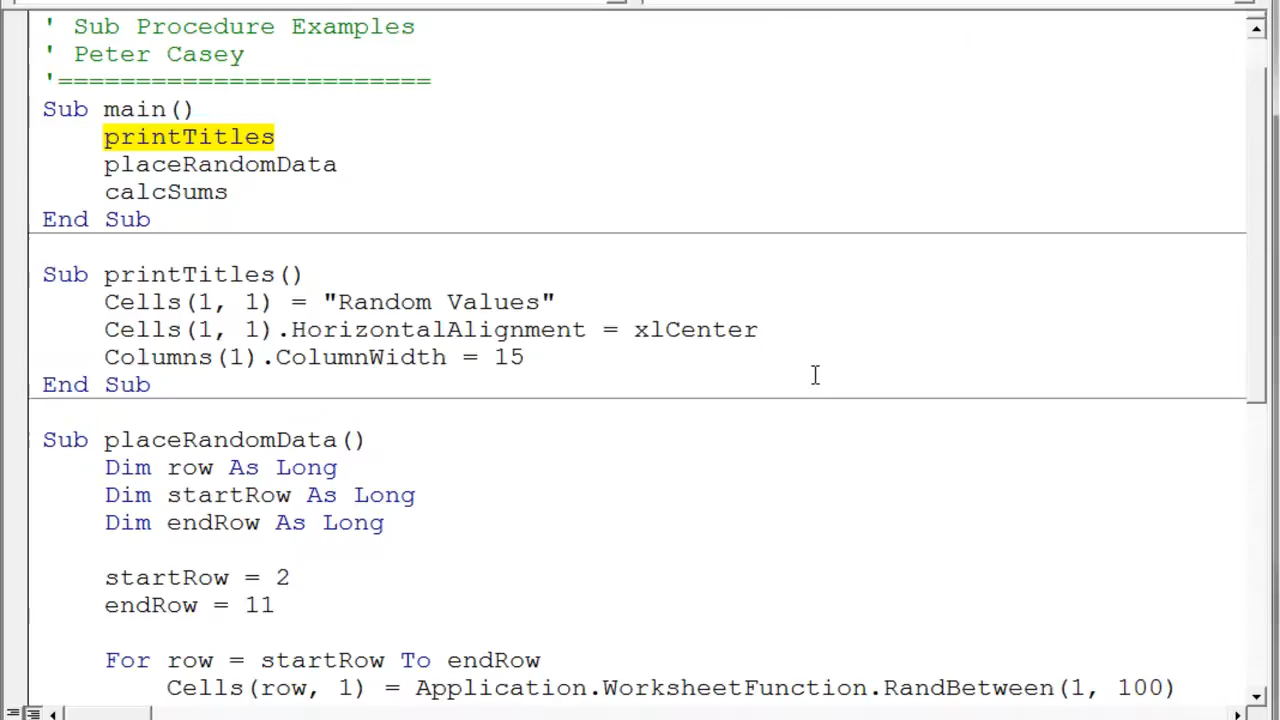 ' Sub Procedure Examples
' Peter Casey
'========================
Sub main()
printTitles
placeRandomData
calcSums
End Sub
Sub printTitles()
Cells(1, 1) = "Random Values"
Cells(1, 1).HorizontalAlignment = xlCenter
Columns(1).ColumnWidth = 15
End Sub
Sub placeRandomData()
Dim row As Long
Dim startRow As Long
Dim endRow As Long
startRow = 2
endRow = 11
For row = startRow To endRow
Cells(row, 1) = Application.WorksheetFunction.RandBetween(1, 100)